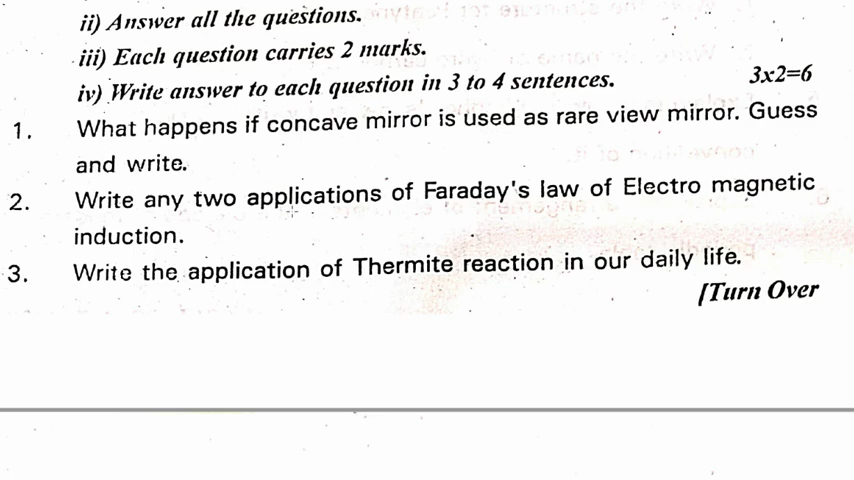 ii) Answer all the questions.
iii) Each question carries 2 marks.
iv) Write answer to each question in 3 to 4 sentences. 3x2=6
1. What happens if concave mirror is used as rare view mirror. Guess
and write.
2. Write any two applications of Faraday's law of Electro magnetic
induction.
3. Write the application of Thermite reaction in our daily life.
[Turn Over